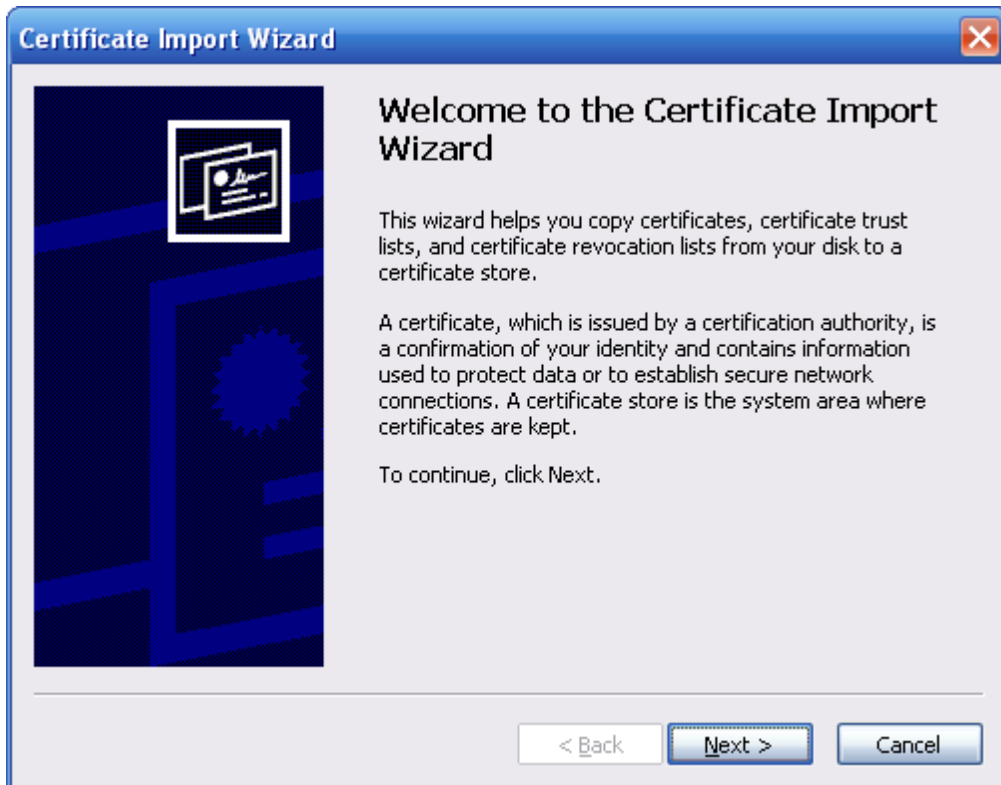 Certificate Import Wizard
Welcome to the Certificate Import
Wizard
This wizard helps you copy certificates, certificate trust
lists, and certificate revocation lists from your disk to a
certificate store.
A certificate, which is issued by a certification authority, is
a confirmation of your identity and contains information
used to protect data or to establish secure network
connections. A certificate store is the system area where
certificates are kept.
To continue, click Next.
< Back Next > Cancel